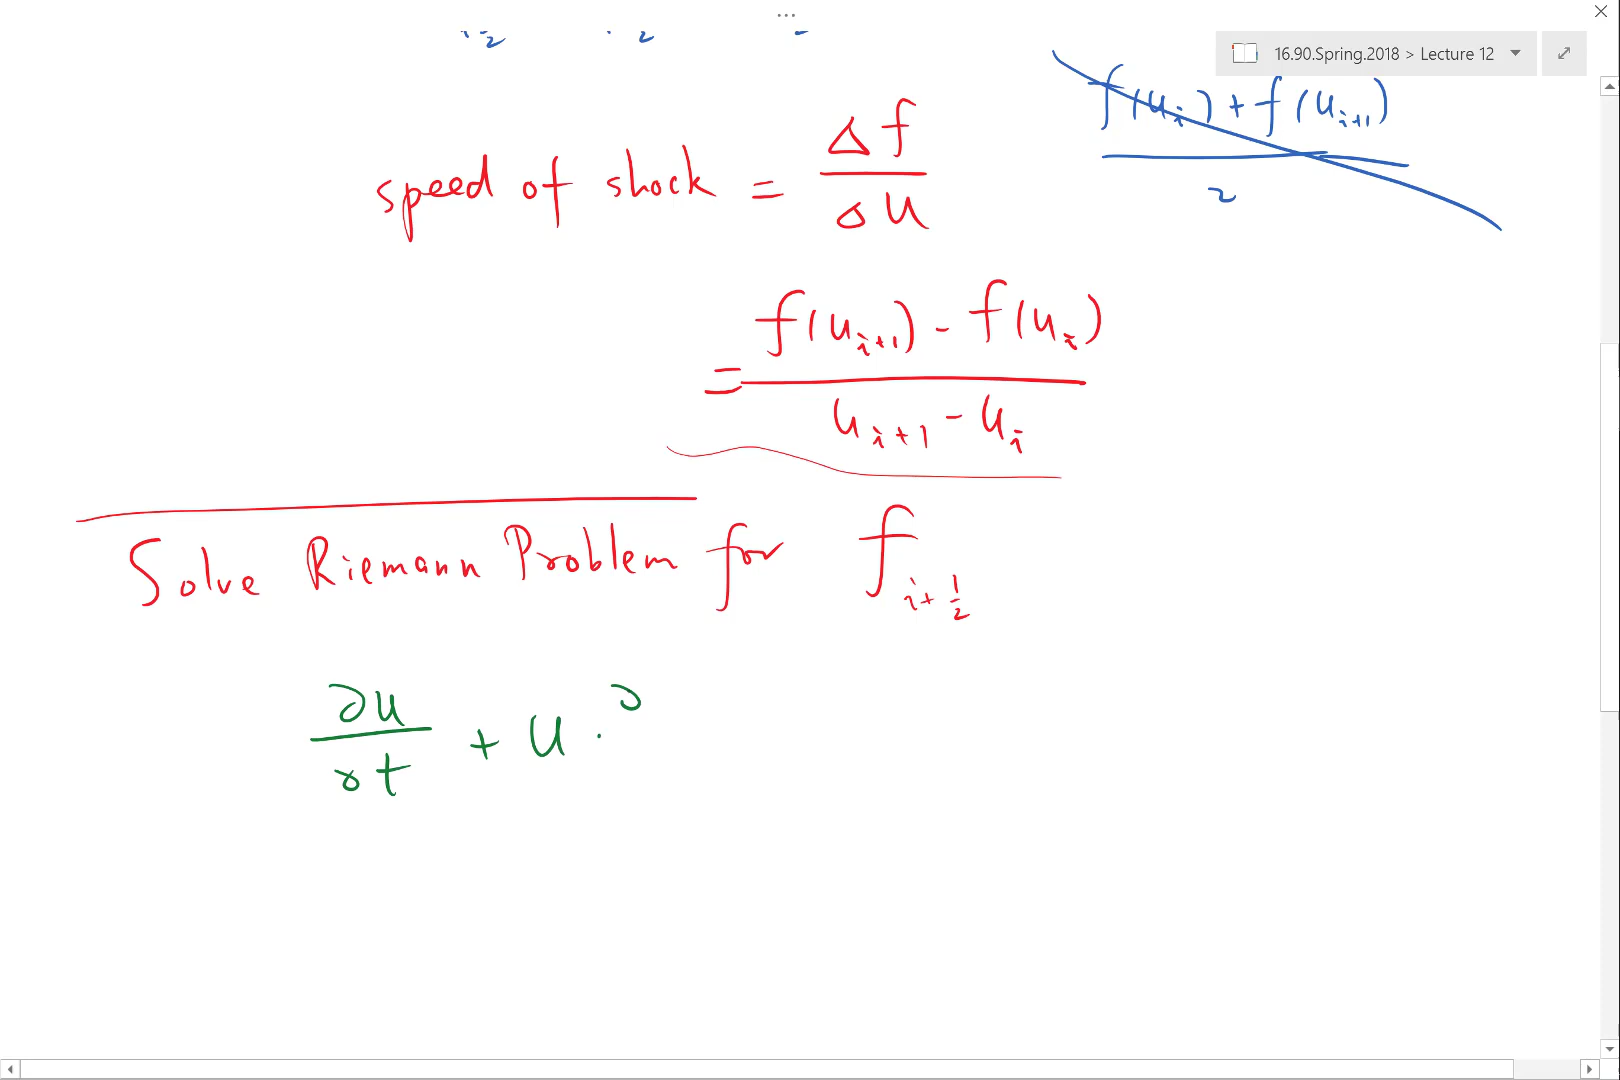 16.90.Spring.2018 > Lecture 12
f(u_i) + f(u_{i+1})
2
speed of shock = Δf / Δu
= f(u_{i+1}) - f(u_i) / u_{i+1} - u_i
Solve Riemann Problem for f_{i+1/2}
∂u / ∂t + u · ∂